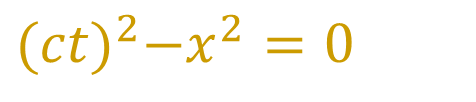 (ct)²−x² = 0